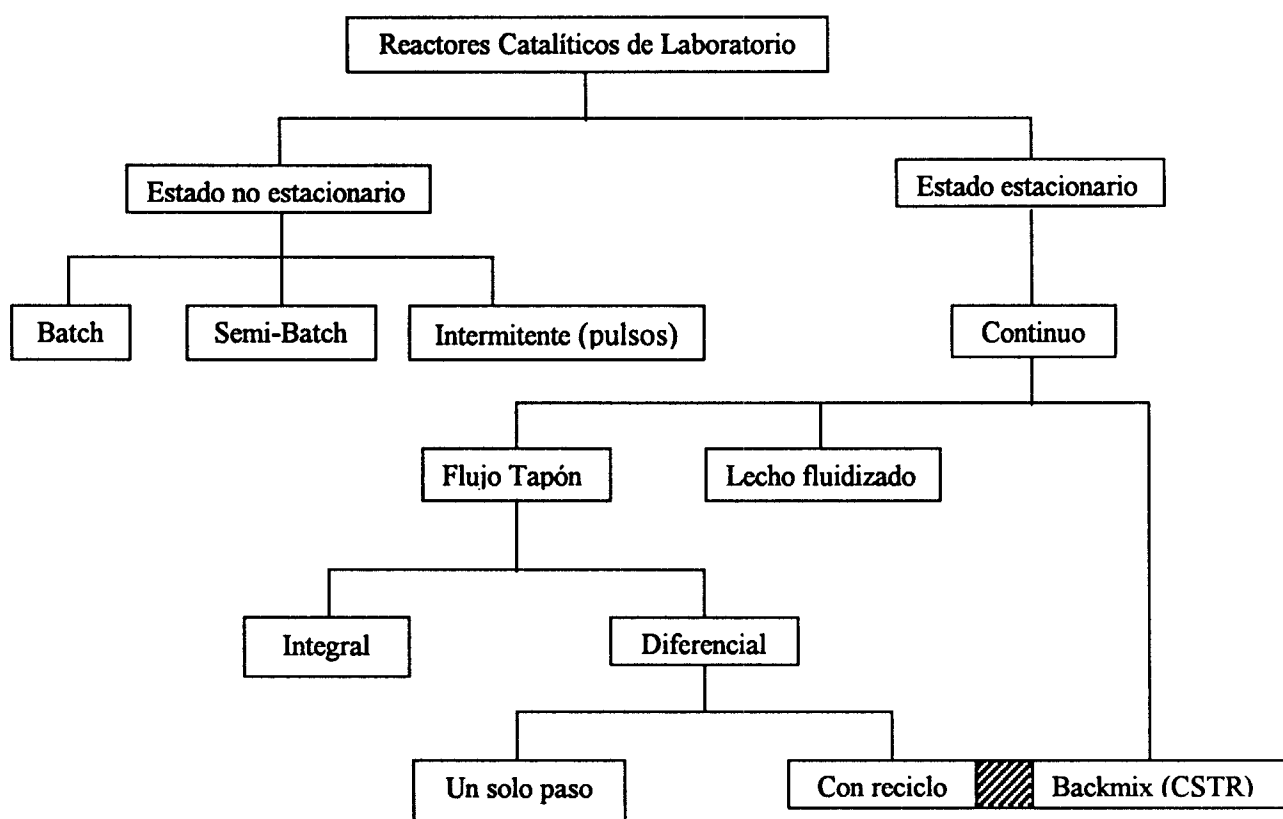 Reactores Catalíticos de Laboratorio
Estado no estacionario
Estado estacionario
Batch
Semi-Batch
Intermitente (pulsos)
Continuo
Flujo Tapón
Lecho fluidizado
Integral
Diferencial
Un solo paso
Con reciclo
Backmix (CSTR)